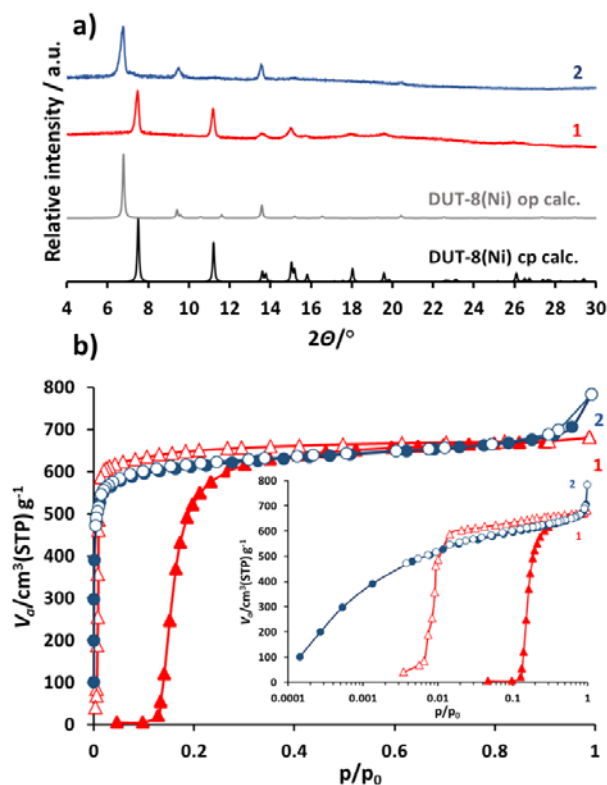 a)
Relative intensity / a.u.
2
1
DUT-8(Ni) op calc.
DUT-8(Ni) cp calc.
4 6 8 10 12 14 16 18 20 22 24 26 28 30
2Θ/°
b)
800
700
600
500
400
300
200
100
0
Va/cm3(STP) g-1
2
1
800
700
600
500
400
300
200
100
0
Va/cm3(STP) g-1
2
1
0.0001 0.001 0.01 0.1 1
p/p0
0 0.2 0.4 0.6 0.8 1
p/p0